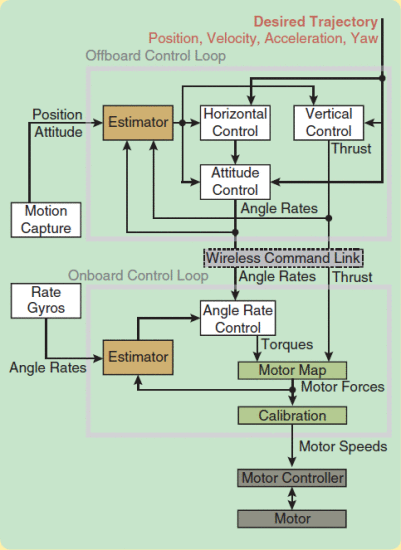 Desired Trajectory
Position, Velocity, Acceleration, Yaw
Offboard Control Loop
Position
Attitude
Estimator
Horizontal
Control
Vertical
Control
Thrust
Attitude
Control
Motion
Capture
Angle Rates
Wireless Command Link
Onboard Control Loop
Angle Rates
Thrust
Rate
Gyros
Angle Rate
Control
Angle Rates
Estimator
Torques
Motor Map
Motor Forces
Calibration
Motor Speeds
Motor Controller
Motor